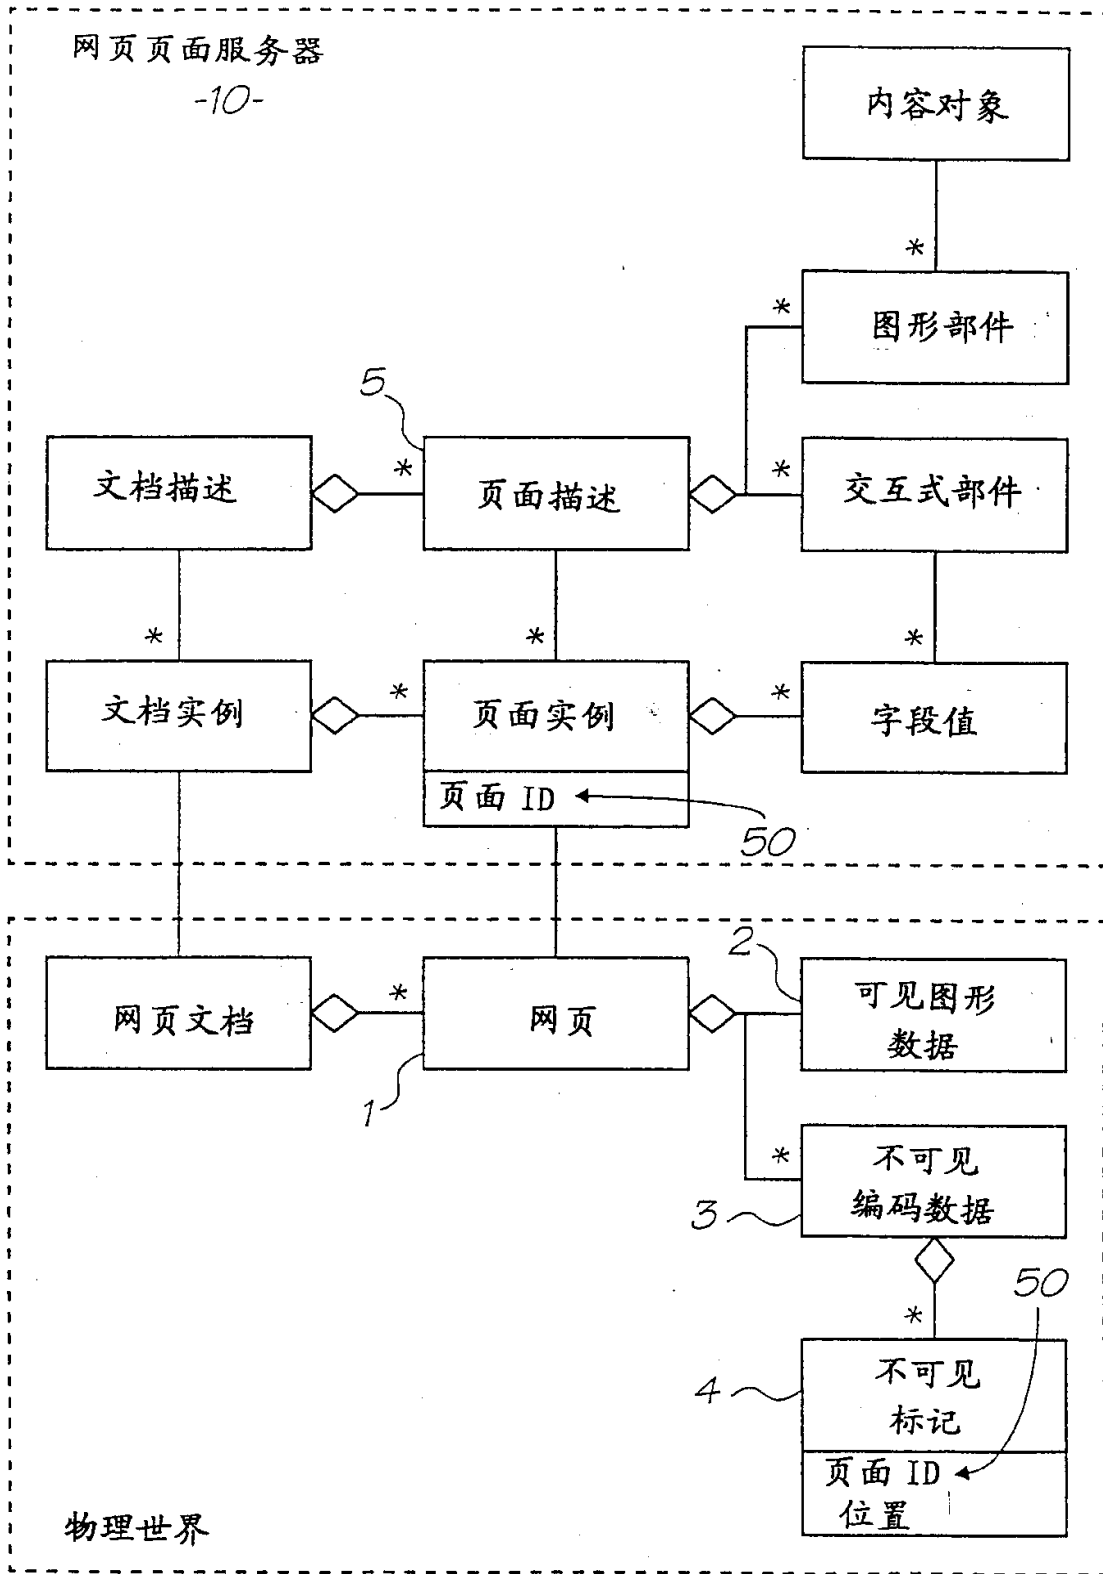 网页页面服务器
-10-
内容对象
*
*
图形部件
5
文档描述
*
页面描述
*
交互式部件
*
*
*
文档实例
*
页面实例
*
字段值
页面 ID
50
2
网页文档
*
网页
可见图形
数据
1
*
不可见
编码数据
3
50
*
4
不可见
标记
页面 ID
位置
物理世界